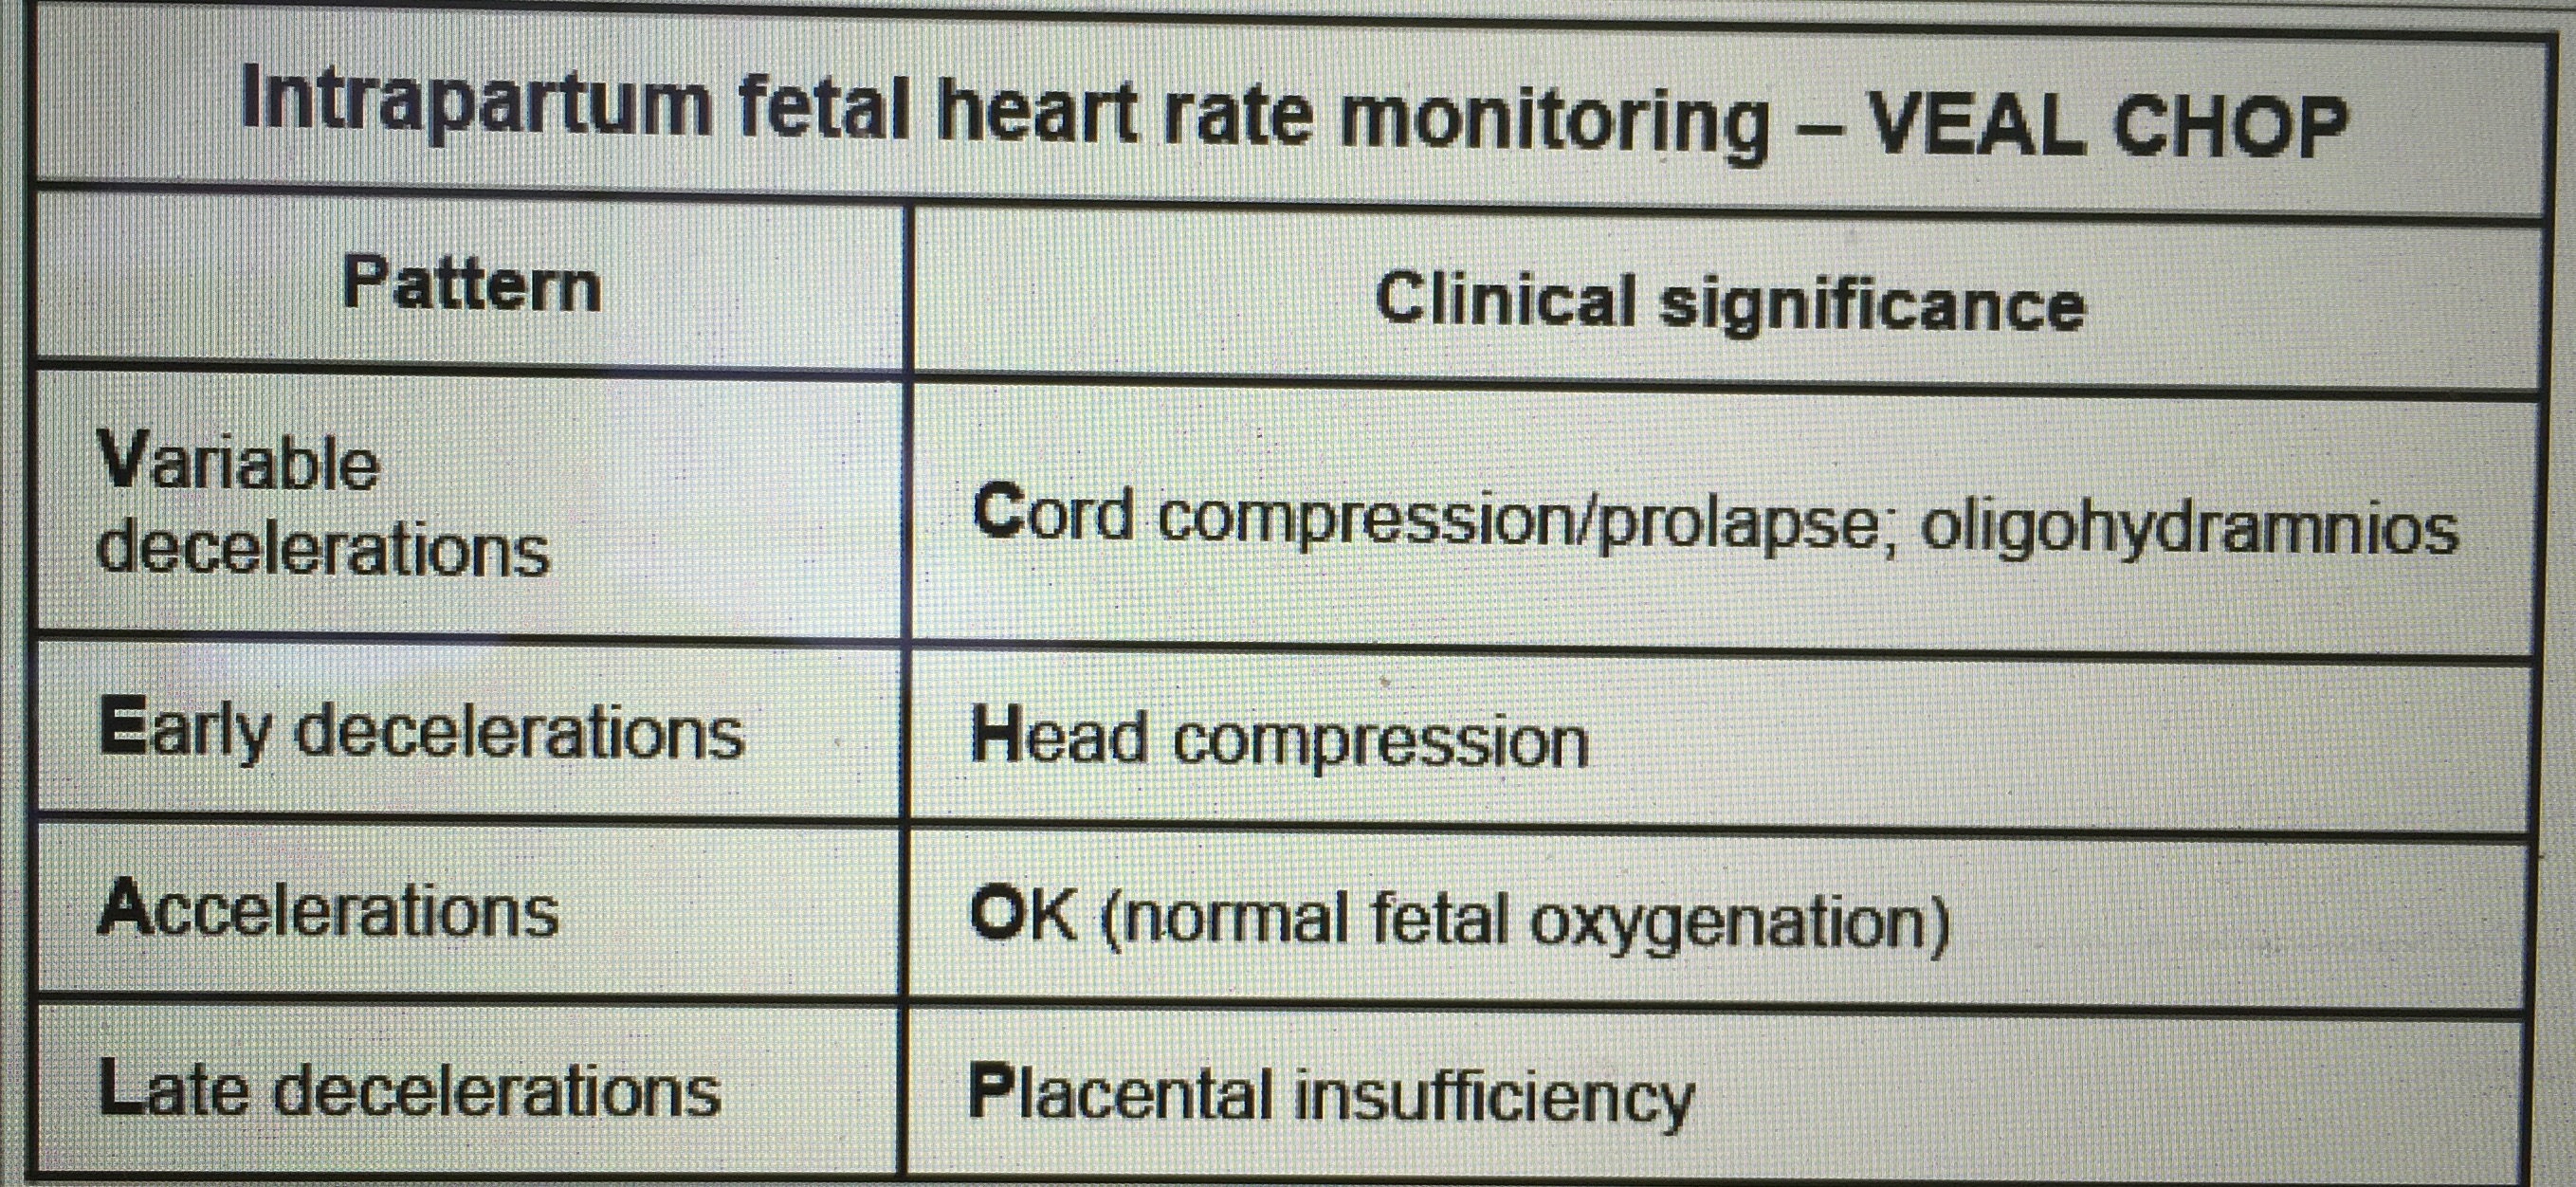 Intrapartum fetal heart rate monitoring – VEAL CHOP
Pattern
Clinical significance
Variable
decelerations
Cord compression/prolapse; oligohydramnios
Early decelerations
Head compression
Accelerations
OK (normal fetal oxygenation)
Late decelerations
Placental insufficiency